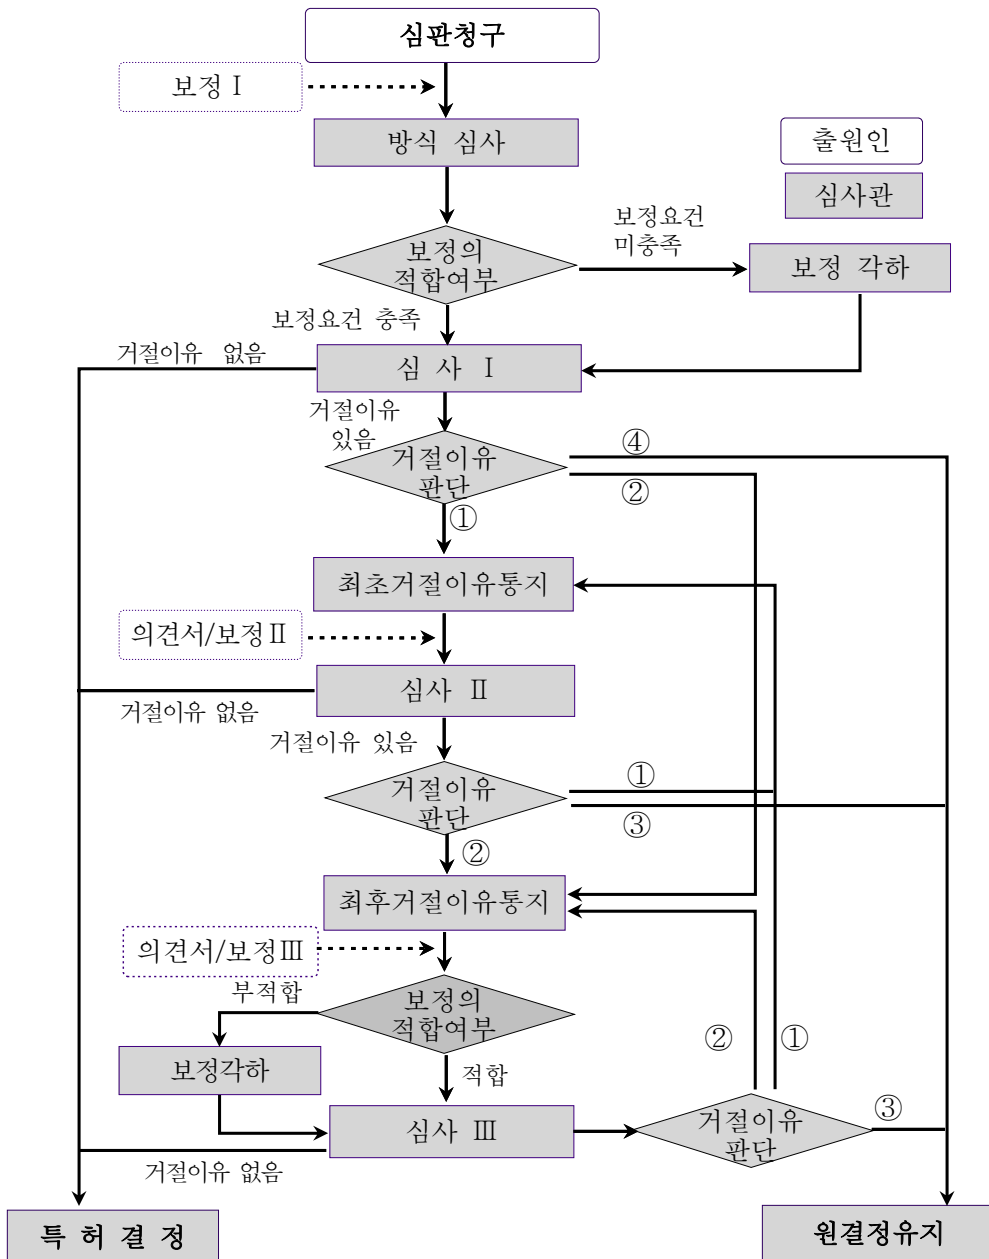 심판청구
보정 Ⅰ
방식 심사
출원인
심사관
보정의
적합여부
보정요건
미충족
보정 각하
보정요건 충족
거절이유 없음
심 사 Ⅰ
거절이유
있음
거절이유
판단
④
②
①
최초거절이유통지
의견서/보정Ⅱ
심사 Ⅱ
거절이유 없음
거절이유 있음
거절이유
판단
①
③
②
최후거절이유통지
의견서/보정Ⅲ
부적합
보정의
적합여부
②
①
보정각하
적합
심사 Ⅲ
거절이유
판단
③
거절이유 없음
특 허 결 정
원결정유지